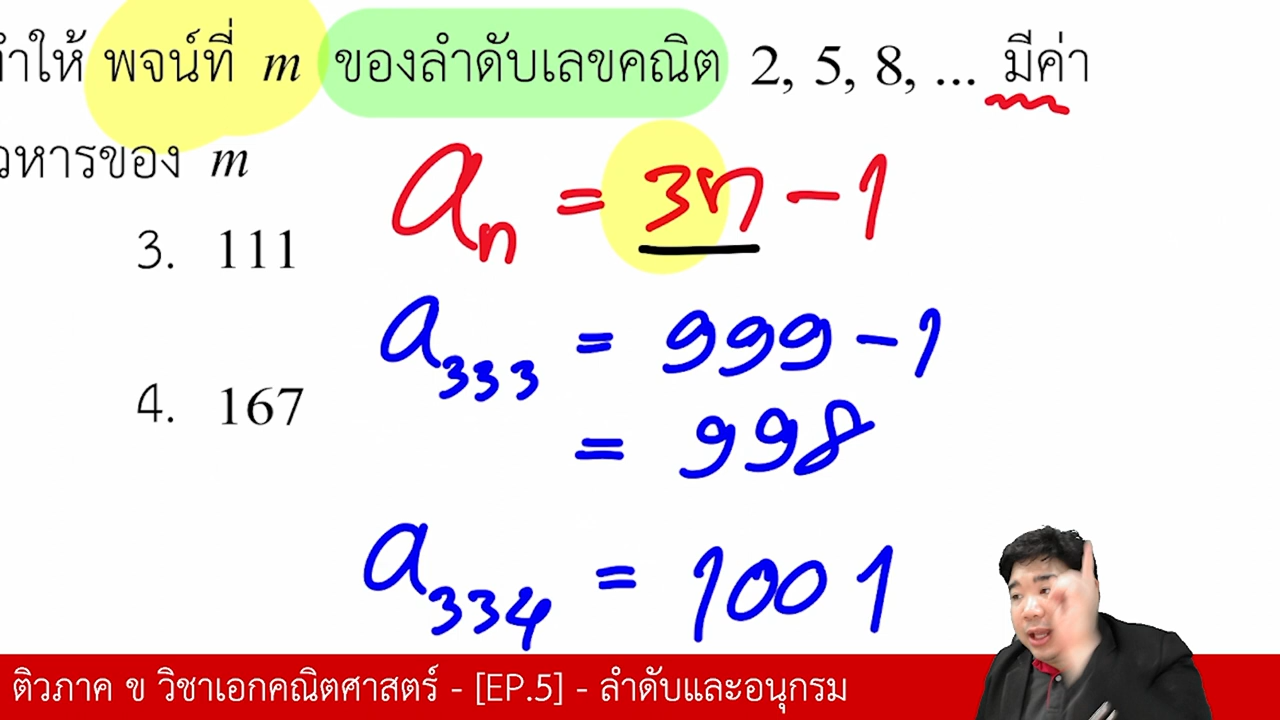 ทำให้ พจน์ที่ m ของลำดับเลขคณิต 2, 5, 8, ... มีค่า
วหารของ m
aₙ = 3n - 1
3. 111
a₃₃₃ = 999 - 1
4. 167
= 998
a₃₃₄ = 1001
ติวภาค ข วิชาเอกคณิตศาสตร์ - [EP.5] - ลำดับและอนุกรม